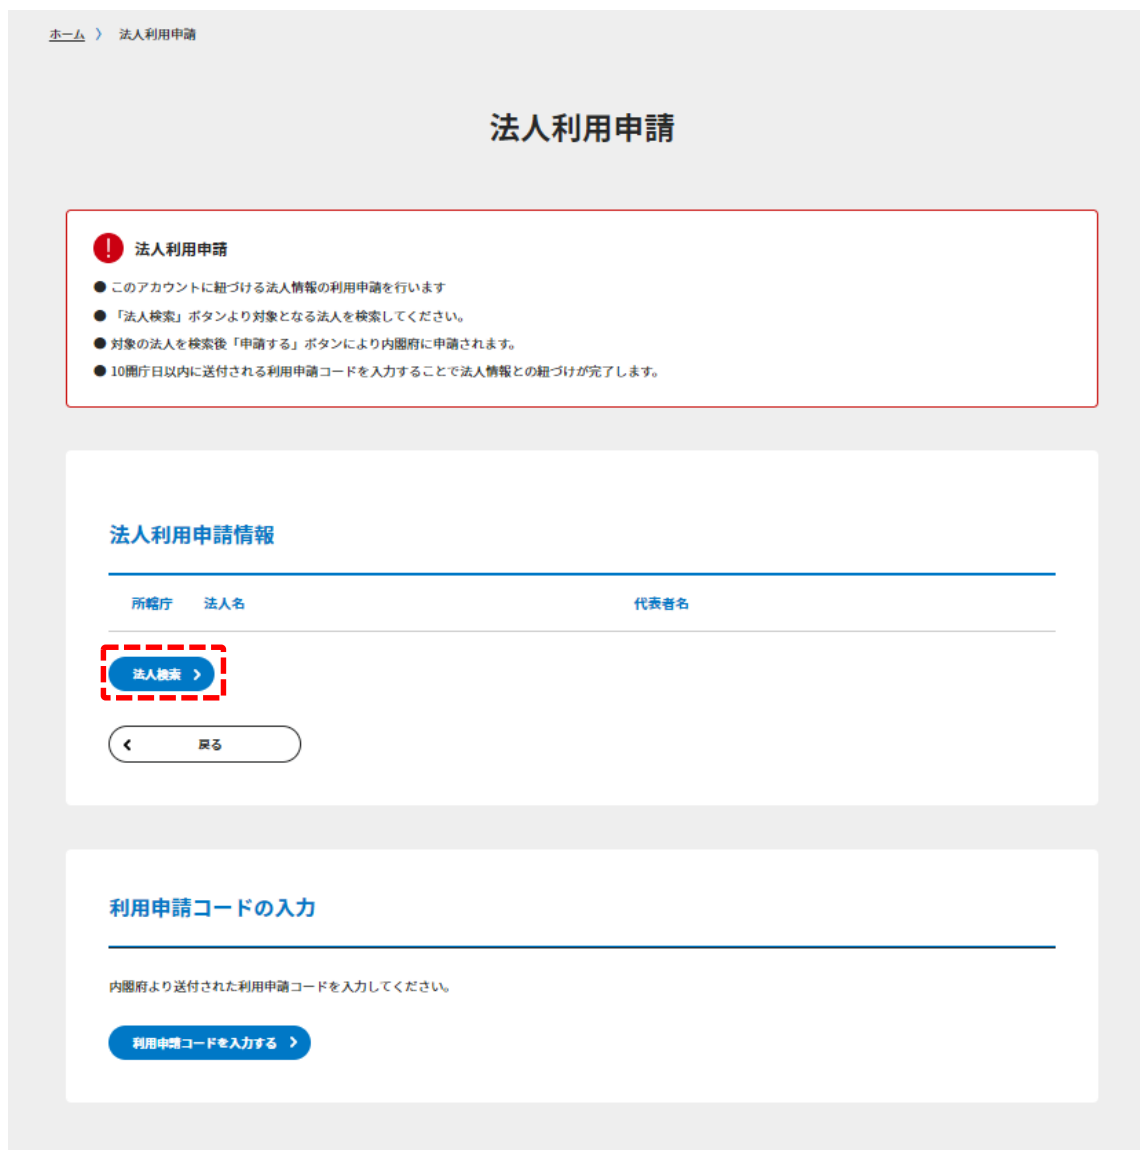 ホーム 〉 法人利用申請
法人利用申請
法人利用申請
● このアカウントに紐づける法人情報の利用申請を行います
● 「法人検索」ボタンより対象となる法人を検索してください。
● 対象の法人を検索後「申請する」ボタンにより内閣府に申請されます。
● 10開庁日以内に送付される利用申請コードを入力することで法人情報との紐づけが完了します。
法人利用申請情報
所轄庁 法人名 代表者名
法人検索
戻る
利用申請コードの入力
内閣府より送付された利用申請コードを入力してください。
利用申請コードを入力する